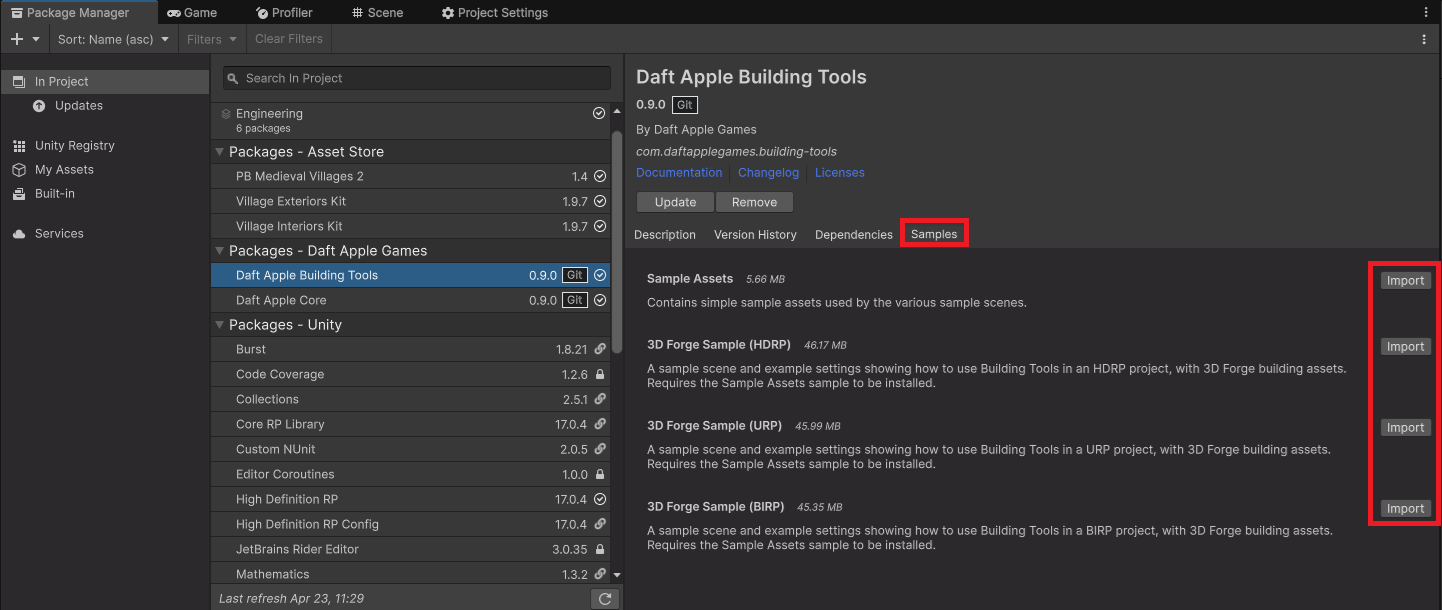 Package Manager
Game
Profiler
Scene
Project Settings
Sort: Name (asc)
Filters
Clear Filters
In Project
Updates
Unity Registry
My Assets
Built-in
Services
Search In Project
Engineering
6 packages
Packages - Asset Store
PB Medieval Villages 2 1.4
Village Exteriors Kit 1.9.7
Village Interiors Kit 1.9.7
Packages - Daft Apple Games
Daft Apple Building Tools 0.9.0 Git
Daft Apple Core 0.9.0 Git
Packages - Unity
Burst 1.8.21
Code Coverage 1.2.6
Collections 2.5.1
Core RP Library 17.0.4
Custom NUnit 2.0.5
Editor Coroutines 1.0.0
High Definition RP 17.0.4
High Definition RP Config 17.0.4
JetBrains Rider Editor 3.0.35
Mathematics 1.3.2
Last refresh Apr 23, 11:29
Daft Apple Building Tools
0.9.0 Git
By Daft Apple Games
com.daftapplegames.building-tools
Documentation Changelog Licenses
Update Remove
Description Version History Dependencies Samples
Sample Assets 5.66 MB Import
Contains simple sample assets used by the various sample scenes.
3D Forge Sample (HDRP) 46.17 MB Import
A sample scene and example settings showing how to use Building Tools in an HDRP project, with 3D Forge building assets.
Requires the Sample Assets sample to be installed.
3D Forge Sample (URP) 45.99 MB Import
A sample scene and example settings showing how to use Building Tools in a URP project, with 3D Forge building assets.
Requires the Sample Assets sample to be installed.
3D Forge Sample (BIRP) 45.35 MB Import
A sample scene and example settings showing how to use Building Tools in a BIRP project, with 3D Forge building assets.
Requires the Sample Assets sample to be installed.